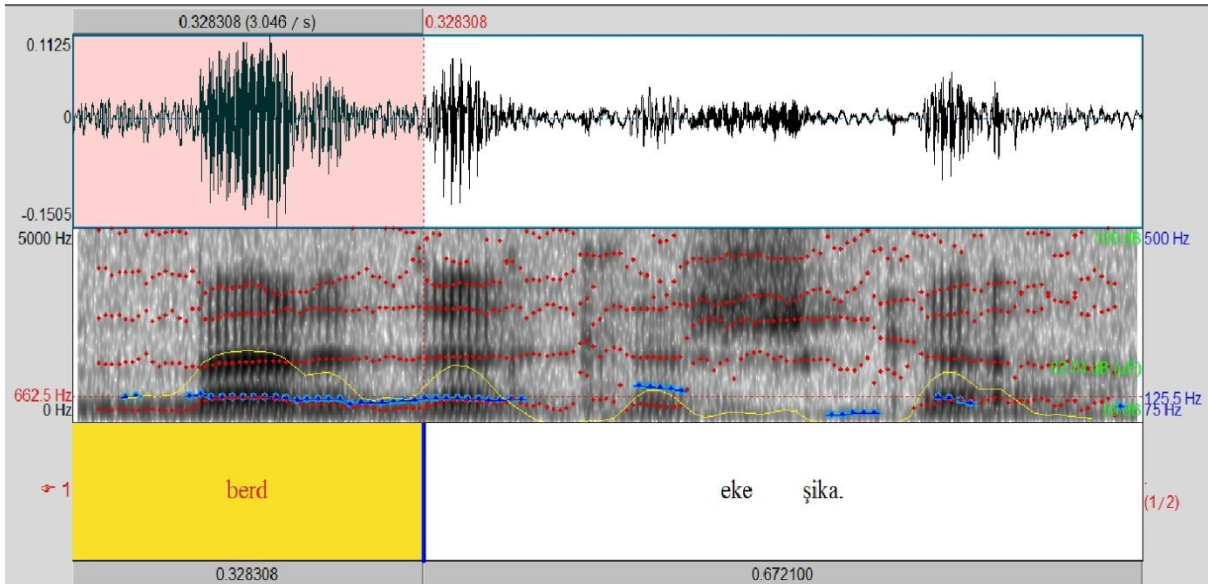 0.328308 (3.046 / s) 0.328308
0.1125
0
-0.1505
5000 Hz 500 Hz
662.5 Hz 125.5 Hz
0 Hz 75 Hz
1 berd eke şika. (1/2)
0.328308 0.672100